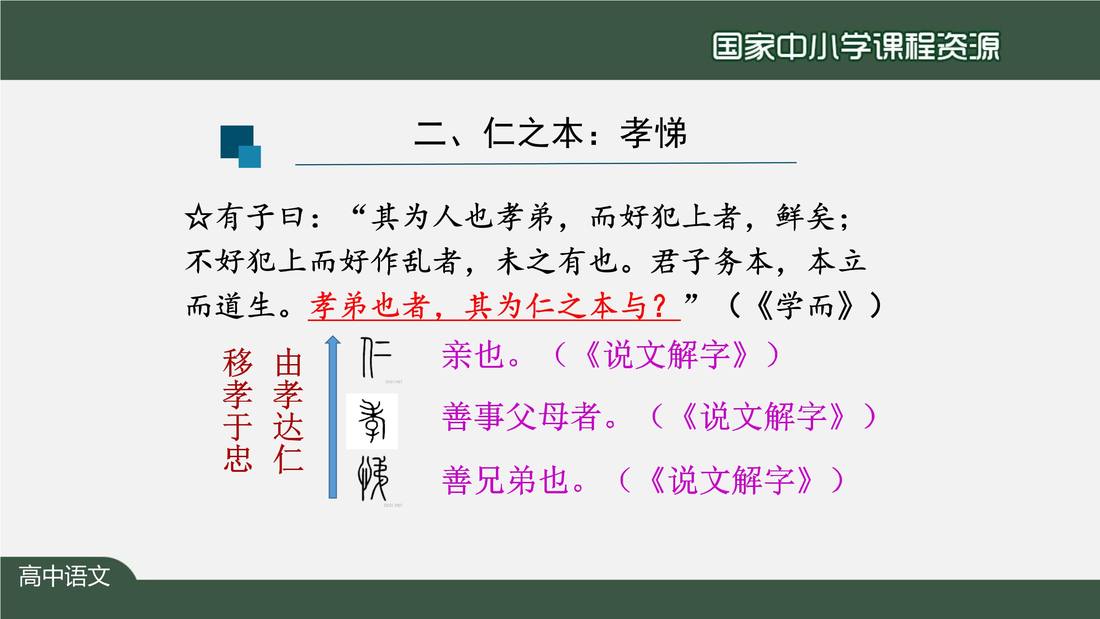 国家中小学课程资源
二、仁之本：孝悌
☆有子曰：“其为人也孝弟，而好犯上者，鲜矣；
不好犯上而好作乱者，未之有也。君子务本，本立
而道生。孝弟也者，其为仁之本与？”（《学而》）
移孝于忠
由孝达仁
仁
亲也。（《说文解字》）
孝
善事父母者。（《说文解字》）
悌
善兄弟也。（《说文解字》）
高中语文